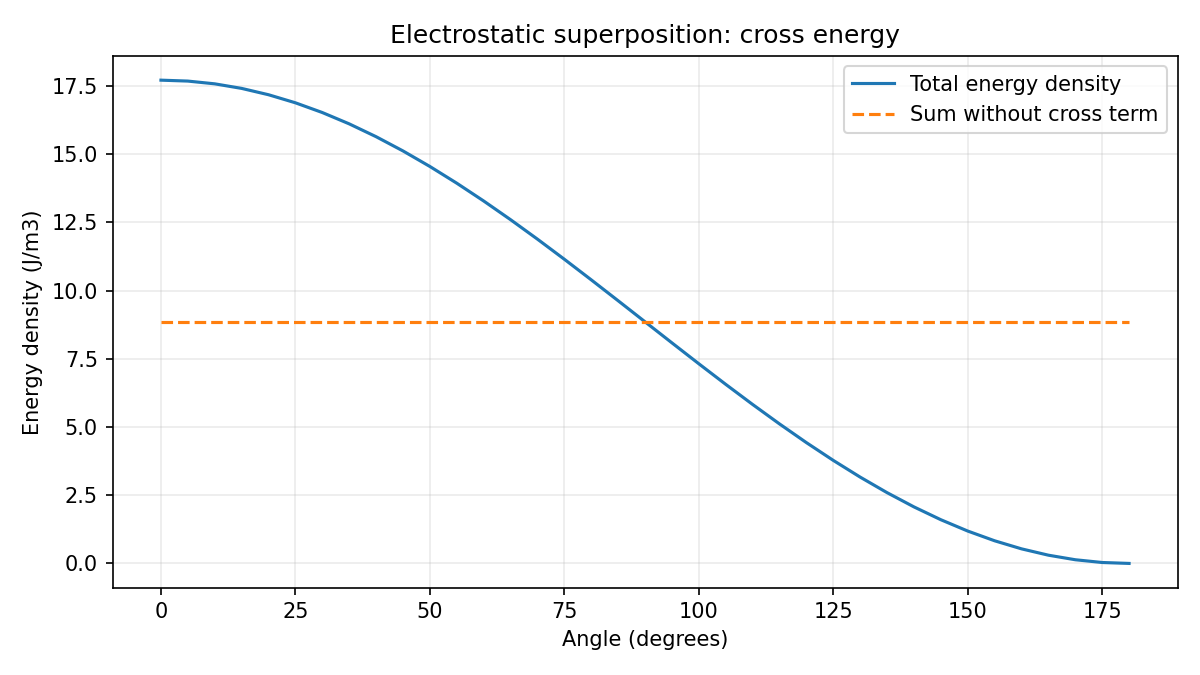 Electrostatic superposition: cross energy
Total energy density
Sum without cross term
Energy density (J/m3)
17.5
15.0
12.5
10.0
7.5
5.0
2.5
0.0
0 25 50 75 100 125 150 175
Angle (degrees)